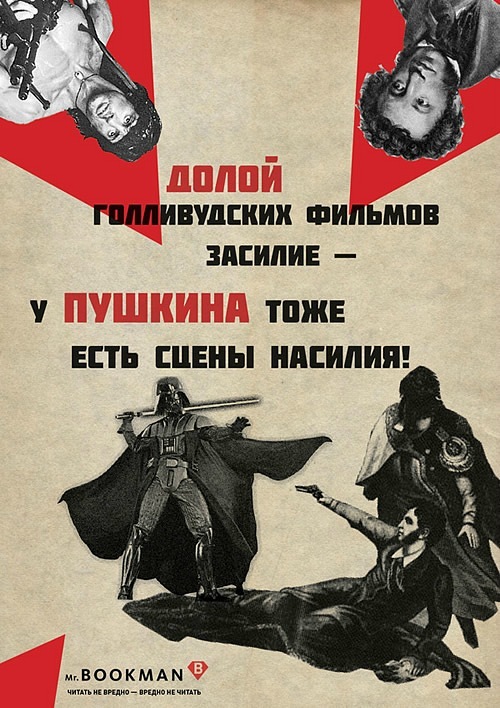 ДОЛОЙ
ГОЛЛИВУДСКИХ ФИЛЬМОВ
ЗАСИЛИЕ —
У ПУШКИНА ТОЖЕ
ЕСТЬ СЦЕНЫ НАСИЛИЯ!
Mr. BOOKMAN B
ЧИТАТЬ НЕ ВРЕДНО — ВРЕДНО НЕ ЧИТАТЬ